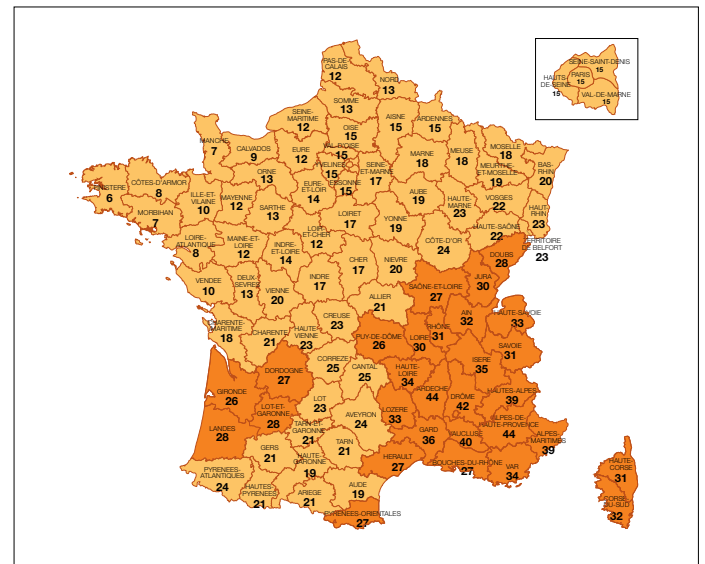 PAS-DE-
CALAIS
12
NORD
13
SOMME
13
SEINE-
MARITIME
12
AISNE
15
ARDENNES
15
OISE
15
VAL-D'OISE
15
MANCHE
7
CALVADOS
9
EURE
12
YVELINES
15
ESSONNE
15
SEINE-
ET-MARNE
17
MARNE
18
MEUSE
18
MOSELLE
18
MEURTHE-
ET-MOSELLE
19
BAS-
RHIN
20
ORNE
13
EURE-
ET-LOIR
14
AUBE
19
HAUTE-
MARNE
23
VOSGES
22
HAUT-
RHIN
23
FINISTERE
6
CÔTES-D'ARMOR
8
MORBIHAN
7
ILLE-ET-
VILAINE
10
MAYENNE
12
SARTHE
13
LOIRET
17
YONNE
19
HAUTE-SAÔNE
22
TERRITOIRE
DE BELFORT
23
LOIRE-
ATLANTIQUE
8
MAINE-ET-
LOIRE
12
INDRE-
ET-LOIRE
14
LOIR-
ET-CHER
12
CHER
17
NIEVRE
20
CÔTE-D'OR
24
DOUBS
28
JURA
30
VENDEE
10
DEUX-
SEVRES
13
VIENNE
20
INDRE
17
ALLIER
21
SAÔNE-ET-LOIRE
27
AIN
32
HAUTE-SAVOIE
33
CHARENTE-
MARITIME
18
CHARENTE
21
HAUTE-
VIENNE
23
CREUSE
23
PUY-DE-DÔME
26
LOIRE
30
RHÔNE
31
SAVOIE
31
ISERE
35
DORDOGNE
27
CORREZE
25
CANTAL
25
HAUTE-
LOIRE
34
ARDECHE
44
DRÔME
42
HAUTES-ALPES
39
GIRONDE
26
LOT-ET-
GARONNE
28
LOT
23
AVEYRON
24
LOZERE
33
GARD
36
VAUCLUSE
40
ALPES-DE-
HAUTE-PROVENCE
44
ALPES-
MARITIMES
39
LANDES
28
TARN-ET-
GARONNE
21
TARN
21
HERAULT
27
BOUCHES-DU-RHÔNE
27
VAR
34
GERS
21
HAUTE-
GARONNE
19
PYRENEES-
ATLANTIQUES
24
HAUTES-
PYRENEES
21
ARIEGE
21
AUDE
19
PYRENEES-ORIENTALES
27
HAUTE-
CORSE
31
CORSE-
DU-SUD
32
SEINE-SAINT-DENIS
15
HAUTS-
DE-SEINE
15
PARIS
15
VAL-DE-MARNE
15